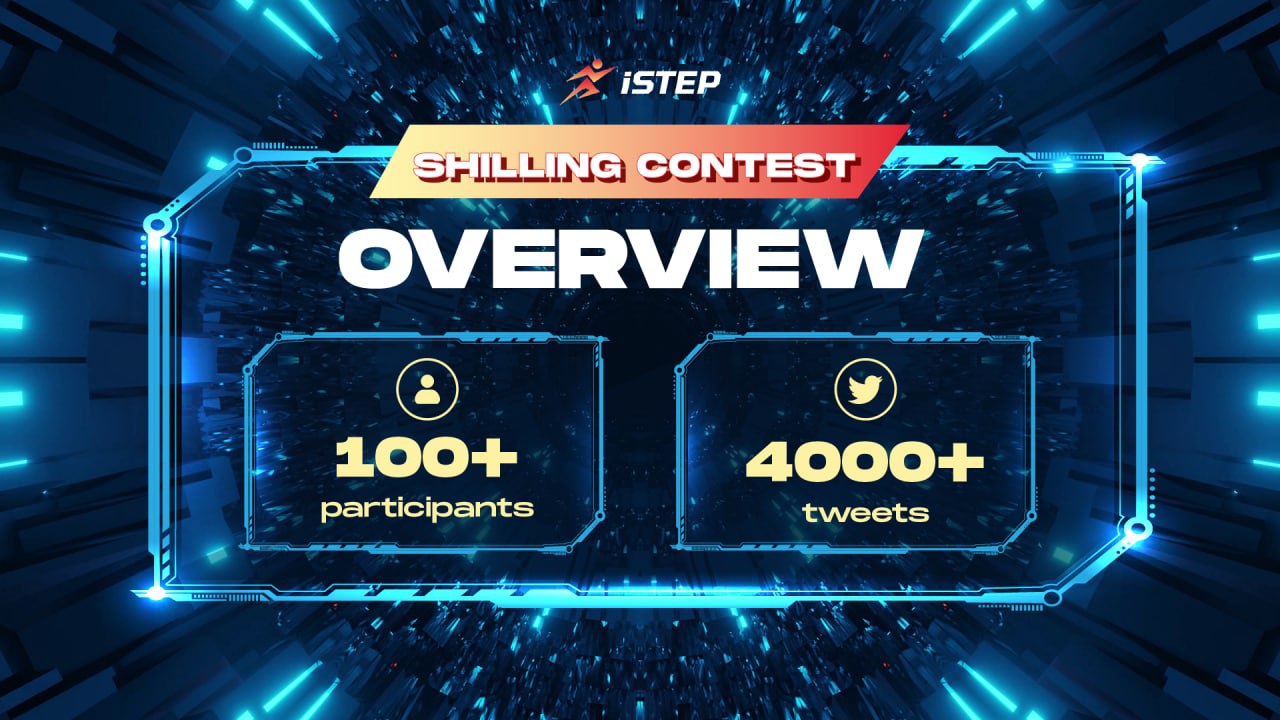 iSTEP
SHILLING CONTEST
OVERVIEW
100+
participants
4000+
tweets